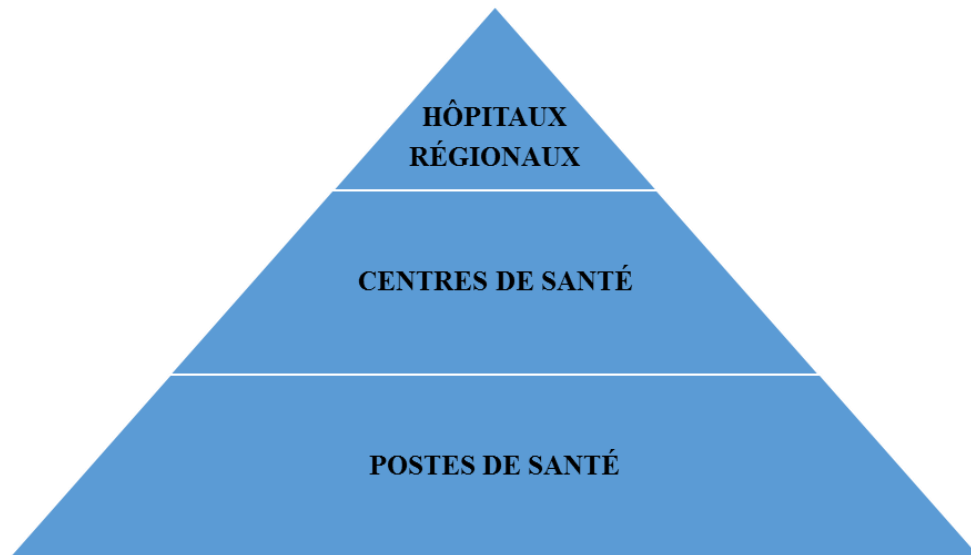 HÔPITAUX
RÉGIONAUX
CENTRES DE SANTÉ
POSTES DE SANTÉ